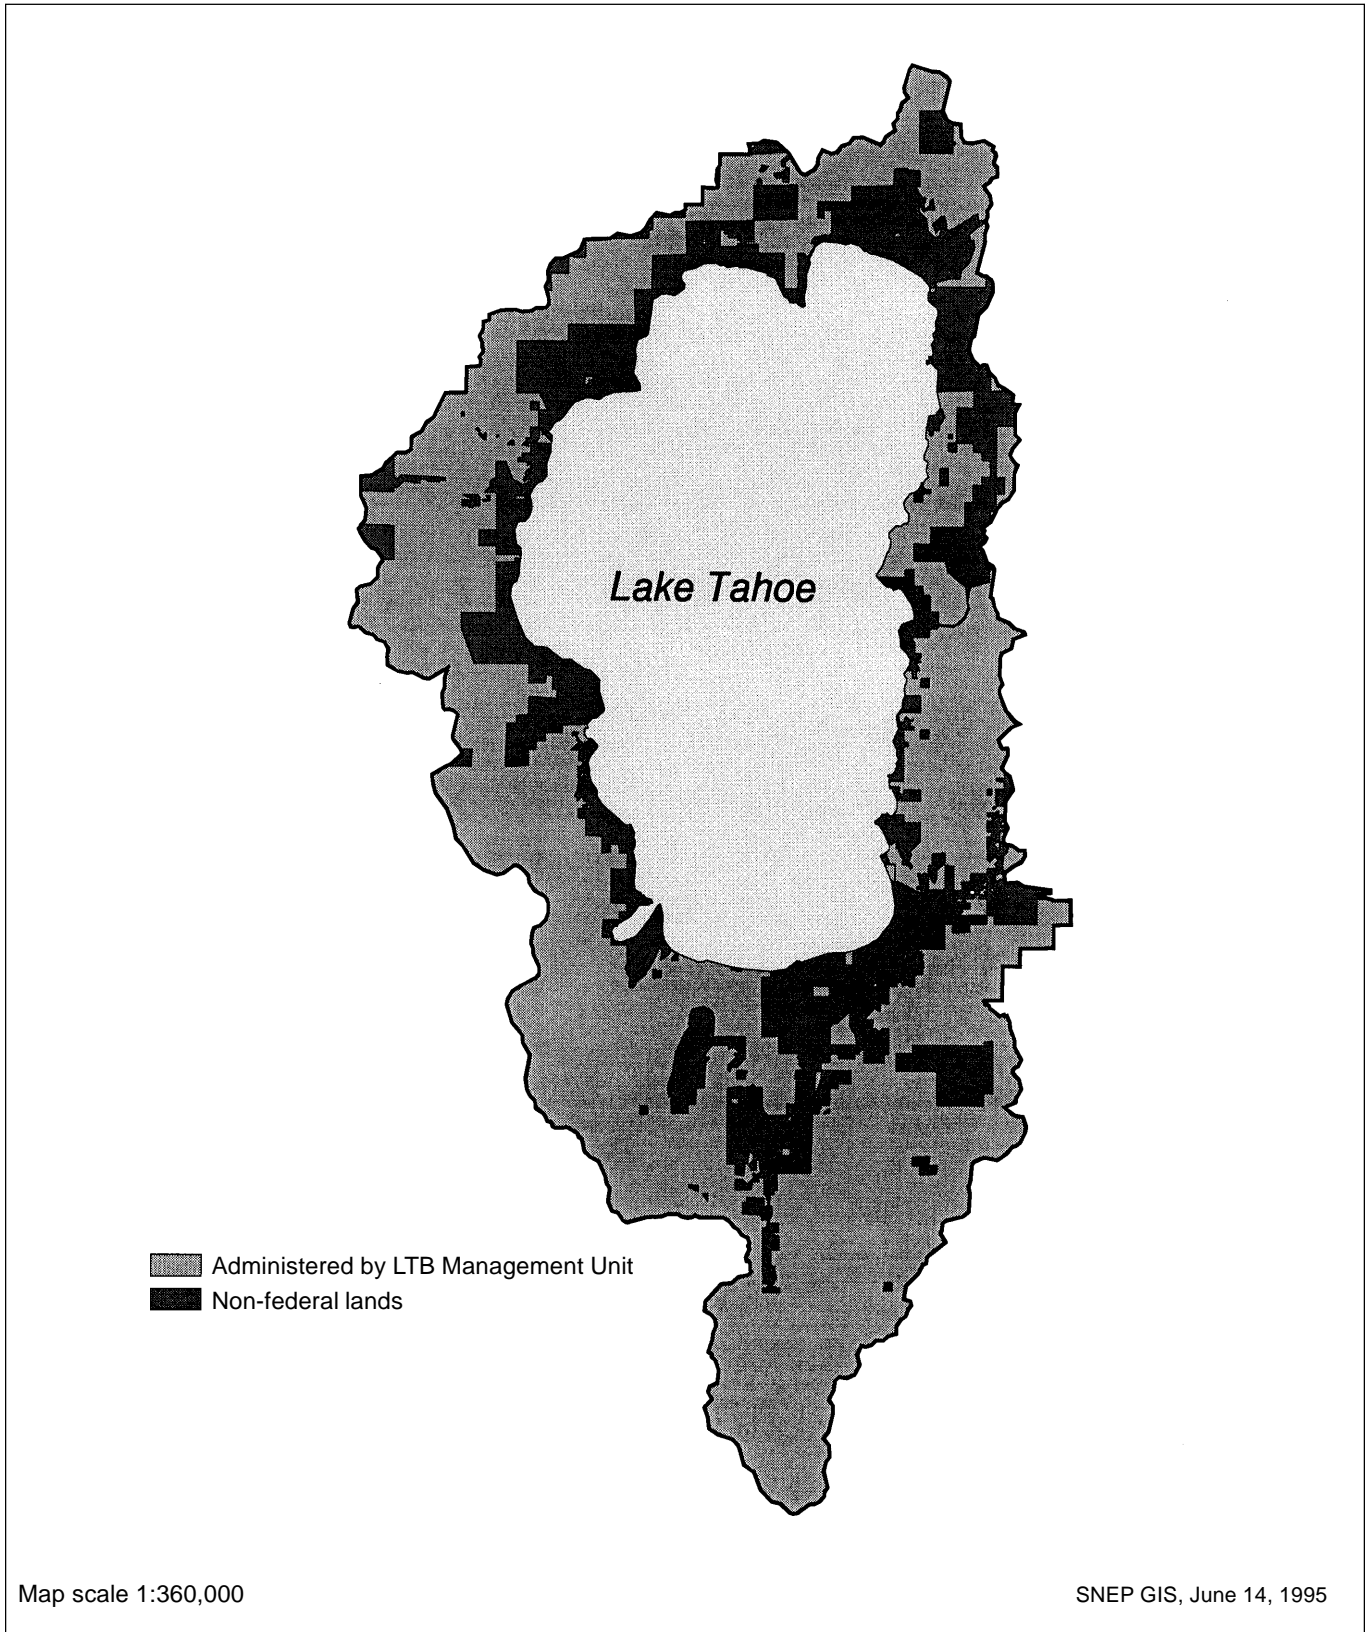 Lake Tahoe
Administered by LTB Management Unit
Non-federal lands
Map scale 1:360,000
SNEP GIS, June 14, 1995